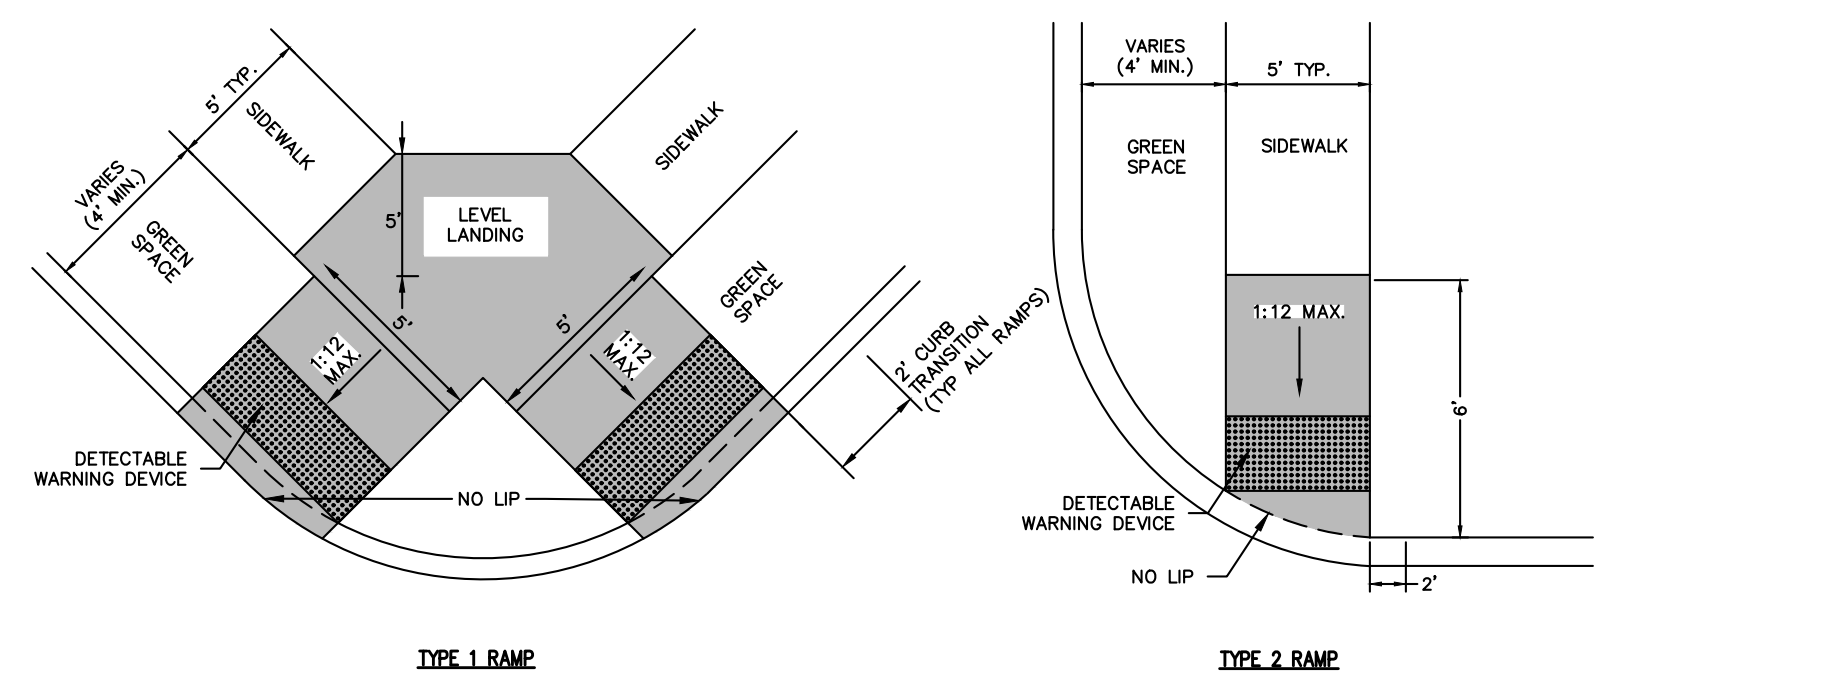 5' TYP.
SIDEWALK
VARIES
(4' MIN.)
GREEN
SPACE
5'
LEVEL
LANDING
SIDEWALK
GREEN
SPACE
5'
5'
1:12
MAX.
1:12
MAX.
2' CURB
TRANSITION
(TYP ALL RAMPS)
DETECTABLE
WARNING DEVICE
NO LIP
TYPE 1 RAMP
VARIES
(4' MIN.)
5' TYP.
GREEN
SPACE
SIDEWALK
1:12 MAX.
6'
DETECTABLE
WARNING DEVICE
NO LIP
2'
TYPE 2 RAMP